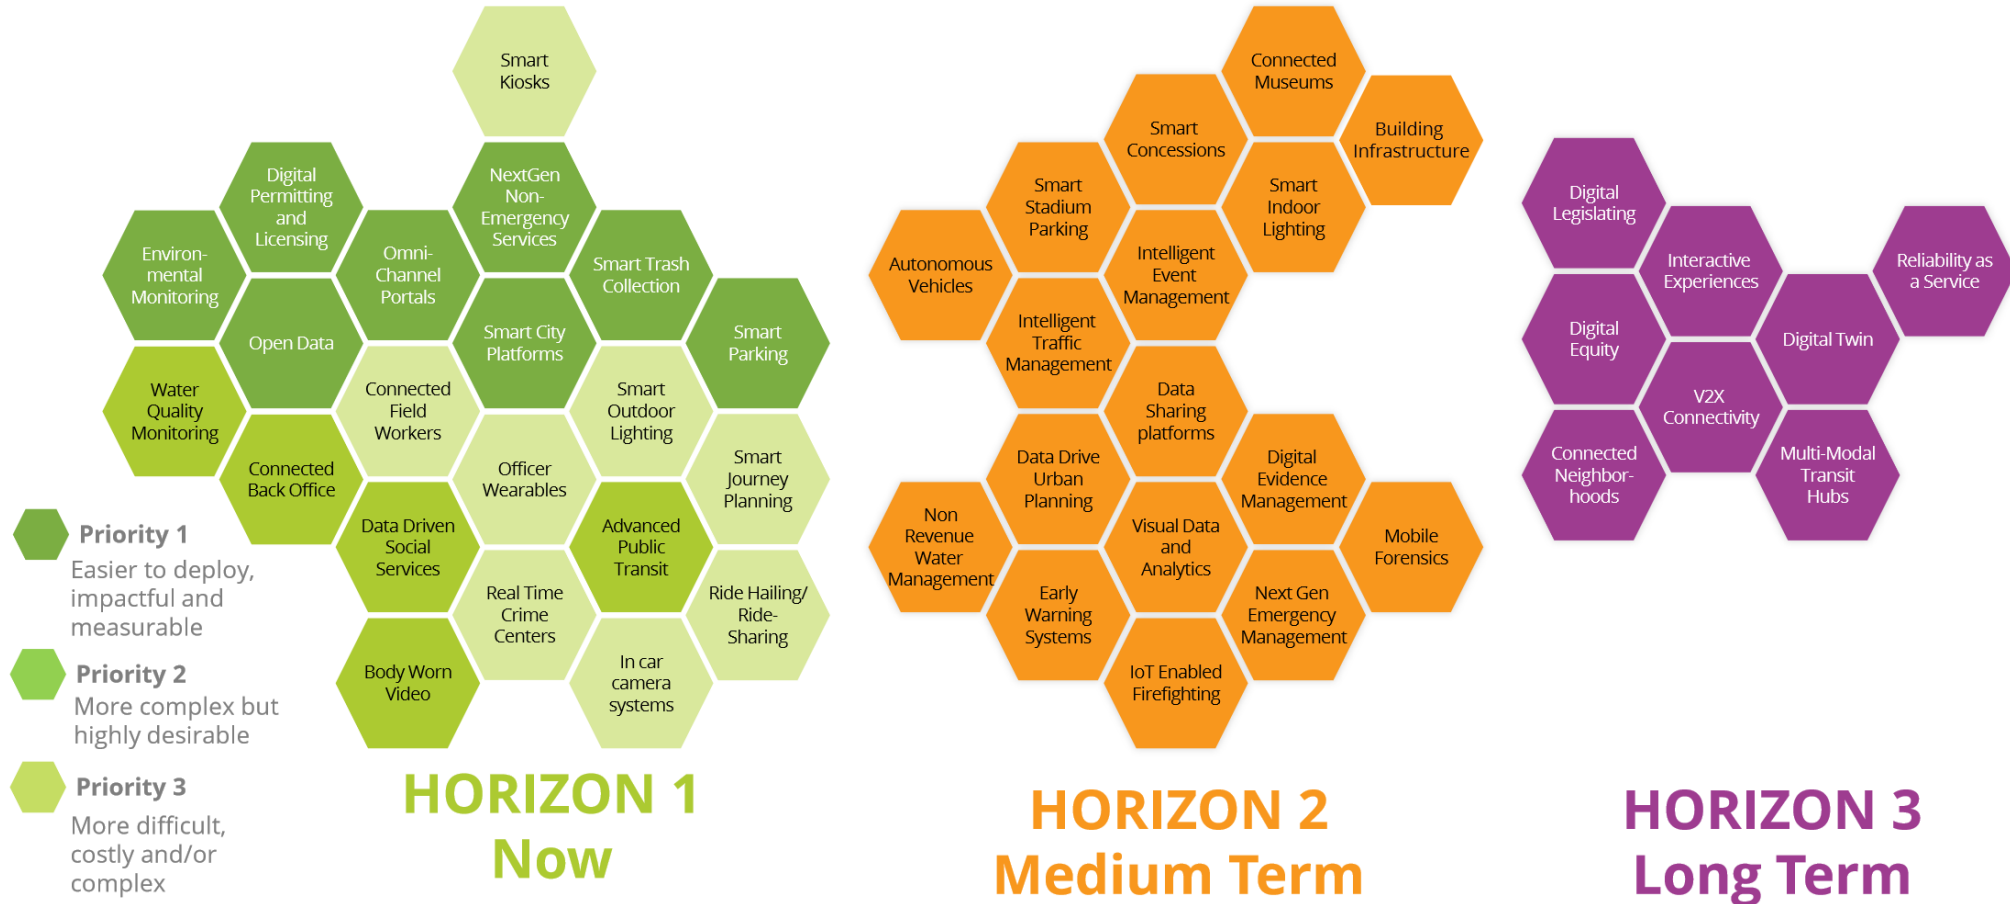 Smart
Kiosks
Digital
Permitting
and
Licensing
NextGen
Non-
Emergency
Services
Environ-
mental
Monitoring
Omni-
Channel
Portals
Smart Trash
Collection
Open Data
Smart City
Platforms
Smart
Parking
Water
Quality
Monitoring
Connected
Field
Workers
Smart
Outdoor
Lighting
Connected
Back Office
Officer
Wearables
Smart
Journey
Planning
Data Driven
Social
Services
Advanced
Public
Transit
Real Time
Crime
Centers
Ride Hailing/
Ride-
Sharing
Body Worn
Video
In car
camera
systems
Priority 1
Easier to deploy,
impactful and
measurable
Priority 2
More complex but
highly desirable
Priority 3
More difficult,
costly and/or
complex
HORIZON 1
Now
Connected
Museums
Smart
Concessions
Building
Infrastructure
Smart
Stadium
Parking
Smart
Indoor
Lighting
Autonomous
Vehicles
Intelligent
Event
Management
Intelligent
Traffic
Management
Data
Sharing
platforms
Data Drive
Urban
Planning
Digital
Evidence
Management
Non
Revenue
Water
Management
Visual Data
and
Analytics
Mobile
Forensics
Early
Warning
Systems
Next Gen
Emergency
Management
IoT Enabled
Firefighting
HORIZON 2
Medium Term
Digital
Legislating
Interactive
Experiences
Reliability as
a Service
Digital
Equity
Digital Twin
V2X
Connectivity
Connected
Neighbor-
hoods
Multi-Modal
Transit
Hubs
HORIZON 3
Long Term